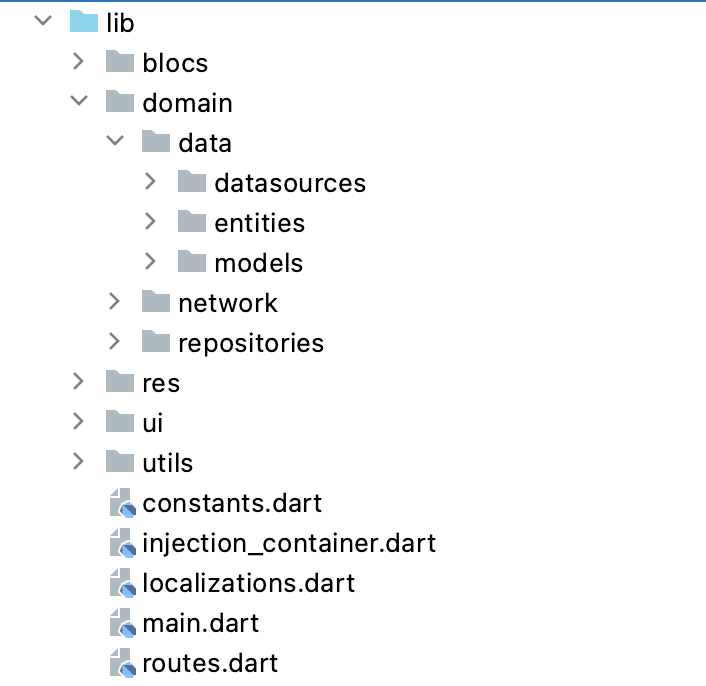 lib
blocs
domain
data
datasources
entities
models
network
repositories
res
ui
utils
constants.dart
injection_container.dart
localizations.dart
main.dart
routes.dart